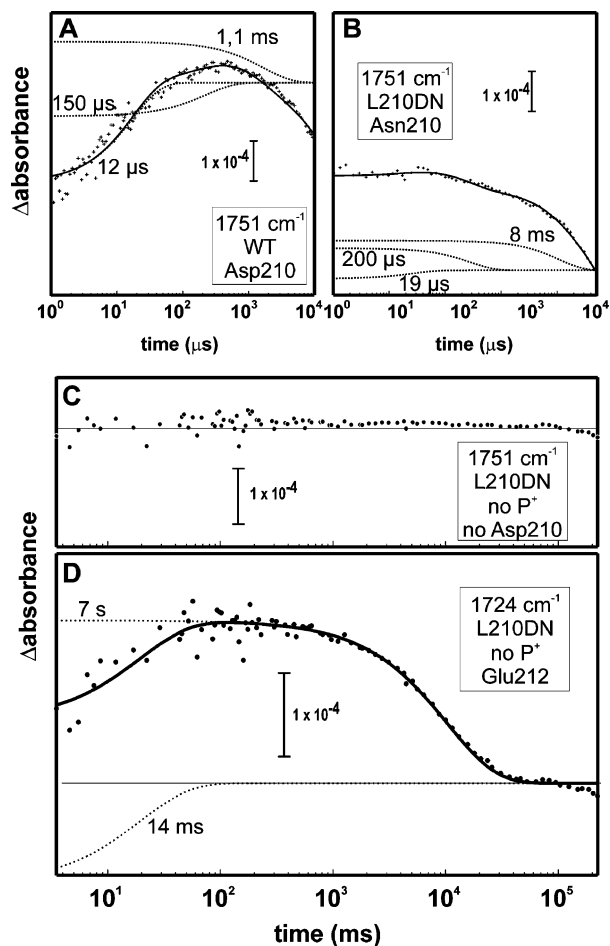 A
1,1 ms
150 µs
12 µs
1 x 10⁻⁴
1751 cm⁻¹
WT
Asp210
10⁰ 10¹ 10² 10³ 10⁴
time (µs)
Δabsorbance
B
1751 cm⁻¹
L210DN
Asn210
1 x 10⁻⁴
8 ms
200 µs
19 µs
10⁰ 10¹ 10² 10³ 10⁴
time (µs)
C
1 x 10⁻⁴
1751 cm⁻¹
L210DN
no P⁺
no Asp210
Δabsorbance
D
7 s
1724 cm⁻¹
L210DN
no P⁺
Glu212
1 x 10⁻⁴
14 ms
10¹ 10² 10³ 10⁴ 10⁵
time (ms)